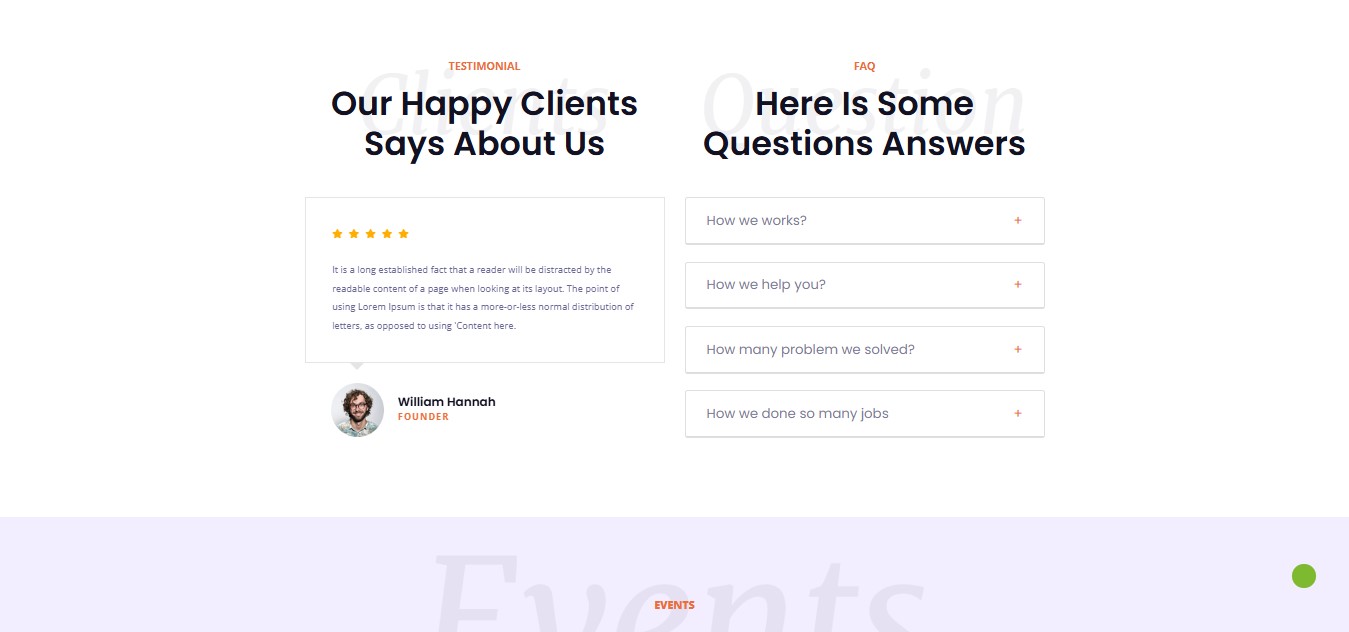 TESTIMONIAL
Clients
Our Happy Clients
Says About Us
It is a long established fact that a reader will be distracted by the
readable content of a page when looking at its layout. The point of
using Lorem Ipsum is that it has a more-or-less normal distribution of
letters, as opposed to using 'Content here.
William Hannah
FOUNDER
FAQ
Question
Here Is Some
Questions Answers
How we works? +
How we help you? +
How many problem we solved? +
How we done so many jobs +
Events
EVENTS